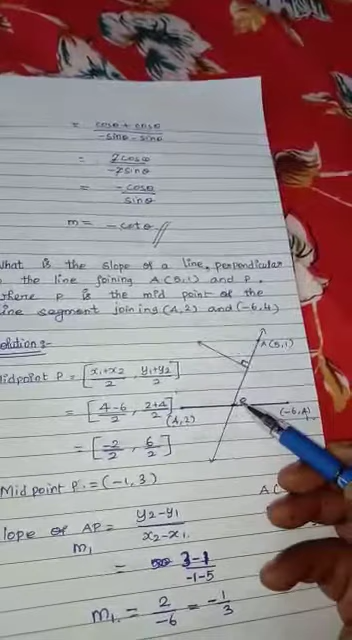 = cosθ + cosθ / -sinθ - sinθ
= 2cosθ / -2sinθ
= -cosθ / sinθ
m = -cotθ //
What is the slope of a line, perpendicular
the line joining A(5,1) and P.
where P is the mid point of the
line segment joining (4,2) and (-6,4)
Solution :-
A(5,1)
Midpoint P = [x₁+x₂ / 2, y₁+y₂ / 2]
= [4-6 / 2, 2+4 / 2]
(4,2)
P
(-6,4)
= [-2 / 2, 6 / 2]
Mid point P = (-1, 3)
A(
Slope of AP = y₂-y₁ / x₂-x₁
m₁
= 3-1 / -1-5
m₁ = 2 / -6 = -1 / 3